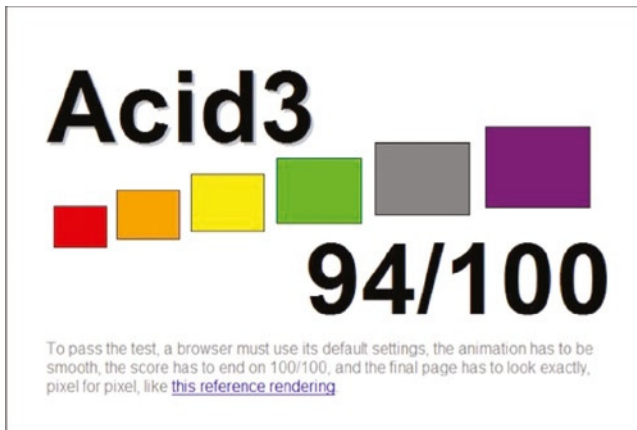 Acid3
94/100
To pass the test, a browser must use its default settings, the animation has to be
smooth, the score has to end on 100/100, and the final page has to look exactly,
pixel for pixel, like this reference rendering.